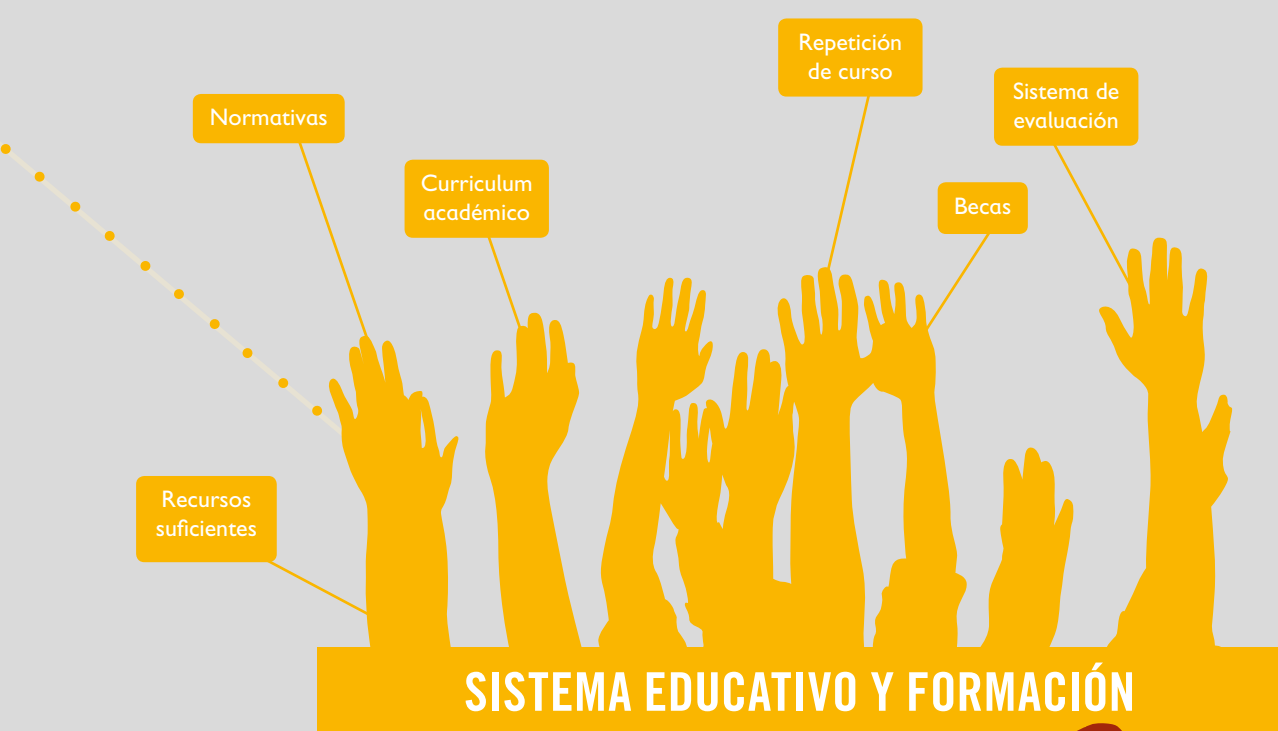 Repetición
de curso
Sistema de
evaluación
Normativas
Curriculum
académico
Becas
Recursos
suficientes
SISTEMA EDUCATIVO Y FORMACIÓN